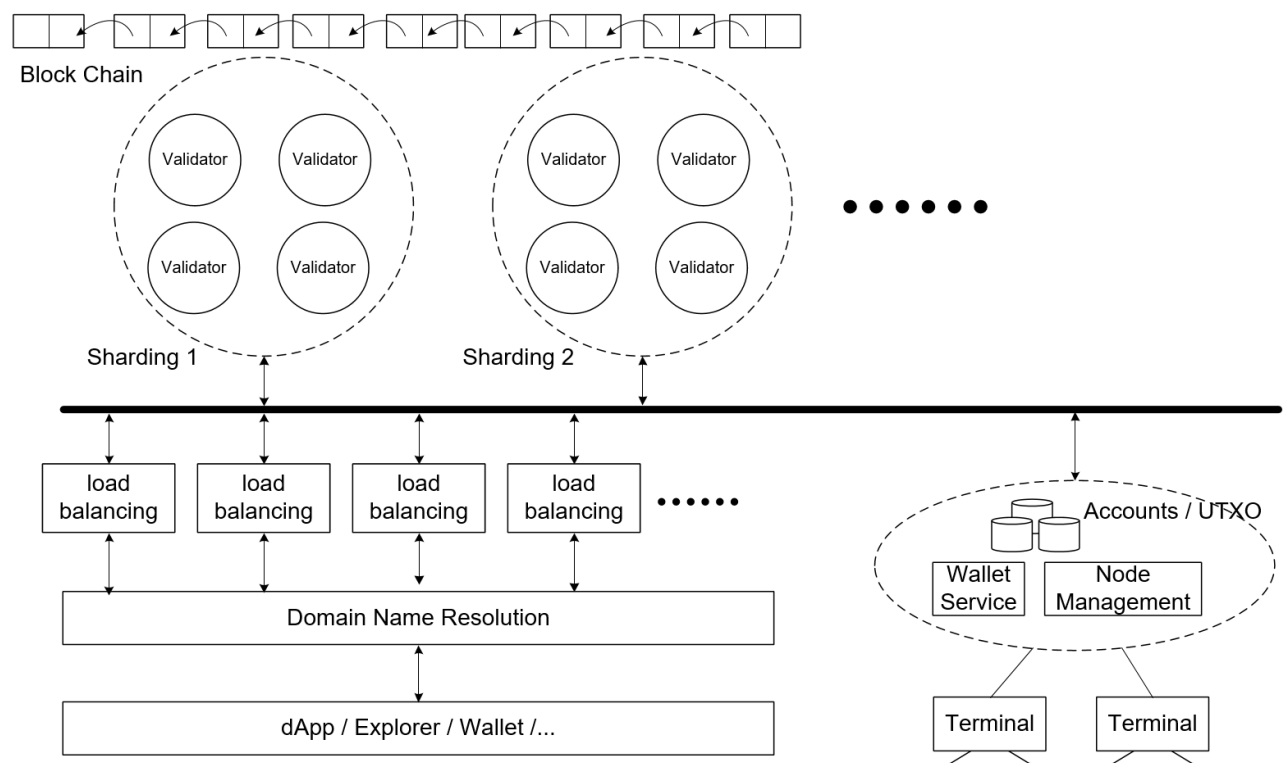 Block Chain
Validator
Validator
Validator
Validator
Sharding 1
Validator
Validator
Validator
Validator
Sharding 2
load
balancing
load
balancing
load
balancing
load
balancing
Domain Name Resolution
dApp / Explorer / Wallet /...
Accounts / UTXO
Wallet
Service
Node
Management
Terminal
Terminal